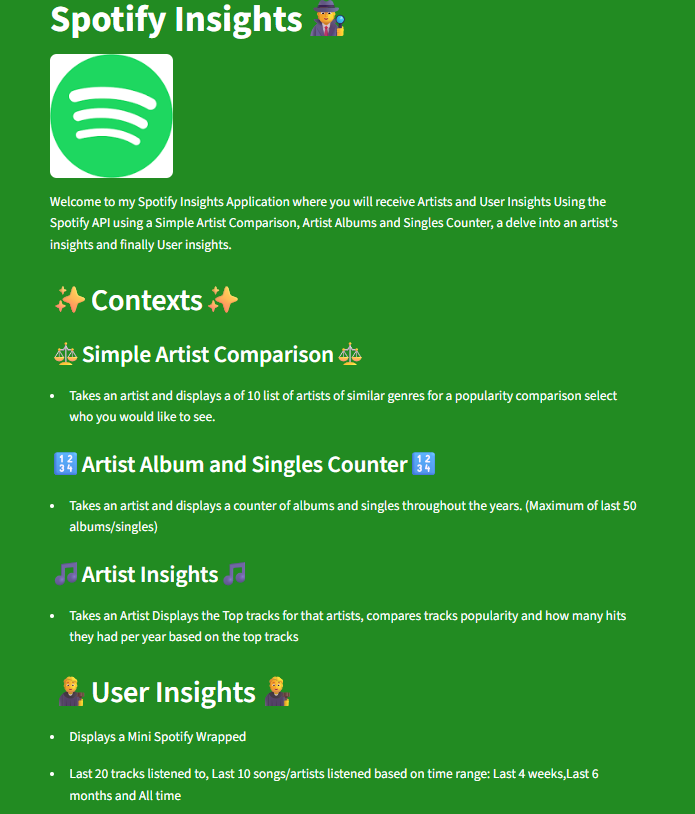 Spotify Insights 🕵️
Welcome to my Spotify Insights Application where you will receive Artists and User Insights Using the
Spotify API using a Simple Artist Comparison, Artist Albums and Singles Counter, a delve into an artist's
insights and finally User insights.
✨ Contexts ✨
⚖️ Simple Artist Comparison ⚖️
• Takes an artist and displays a of 10 list of artists of similar genres for a popularity comparison select
who you would like to see.
🔢 Artist Album and Singles Counter 🔢
• Takes an artist and displays a counter of albums and singles throughout the years. (Maximum of last 50
albums/singles)
🎵 Artist Insights 🎵
• Takes an Artist Displays the Top tracks for that artists, compares tracks popularity and how many hits
they had per year based on the top tracks
🧑‍🎤 User Insights 🧑‍🎤
• Displays a Mini Spotify Wrapped
• Last 20 tracks listened to, Last 10 songs/artists listened based on time range: Last 4 weeks,Last 6
months and All time